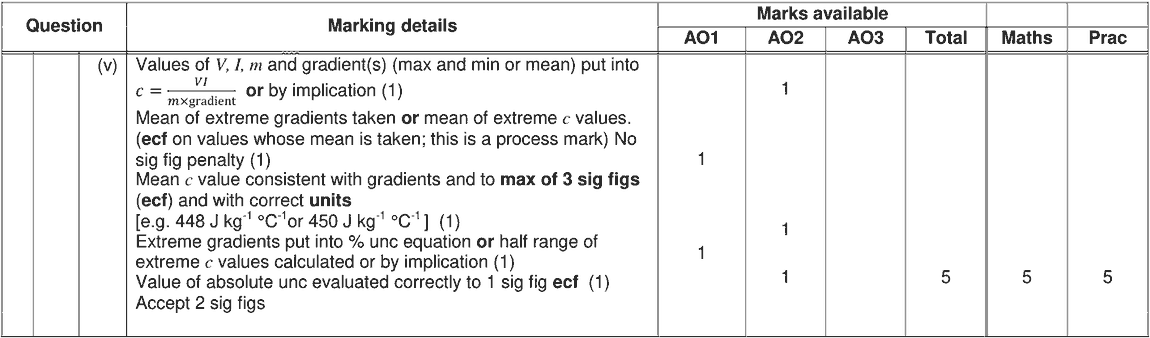 Question Marking details Marks available
AO1 AO2 AO3 Total Maths Prac
(v) Values of V, I, m and gradient(s) (max and min or mean) put into
c = VI / m×gradient or by implication (1) 1
Mean of extreme gradients taken or mean of extreme c values.
(ecf on values whose mean is taken; this is a process mark) No
sig fig penalty (1) 1
Mean c value consistent with gradients and to max of 3 sig figs
(ecf) and with correct units
[e.g. 448 J kg⁻¹ °C⁻¹or 450 J kg⁻¹ °C⁻¹ ] (1) 1
Extreme gradients put into % unc equation or half range of
extreme c values calculated or by implication (1) 1
Value of absolute unc evaluated correctly to 1 sig fig ecf (1) 1 5 5 5
Accept 2 sig figs